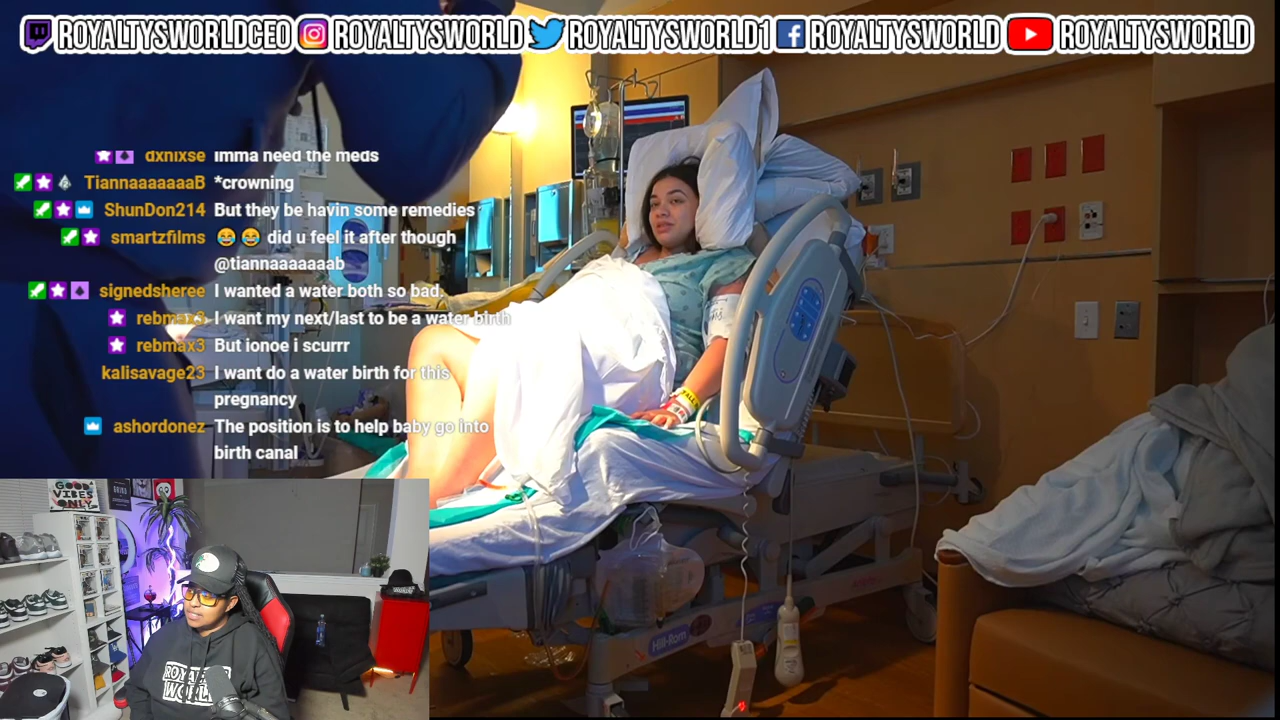 ROYALTYSWORLDCEO ROYALTYSWORLD ROYALTYSWORLD1 ROYALTYSWORLD ROYALTYSWORLD
dxnixse imma need the meds
TiannaaaaaaaB *crowning
ShunDon214 But they be havin some remedies
smartzfilms 😂 😂 did u feel it after though
@tiannaaaaaaab
signedsheree I wanted a water both so bad.
rebmax3 I want my next/last to be a water birth
rebmax3 But ionoe i scurrr
kalisavage23 I want do a water birth for this
pregnancy
ashordonez The position is to help baby go into
birth canal
GOOD
VIBES
ONLY
Hill-Rom